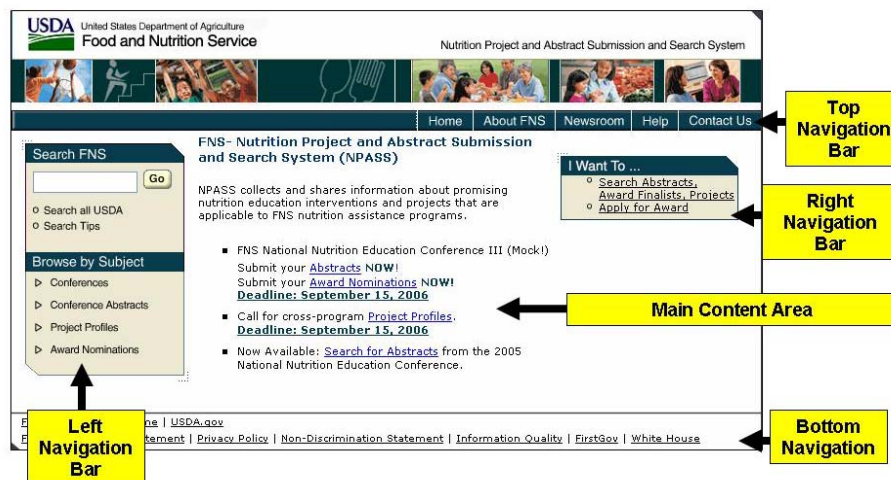 USDA United States Department of Agriculture
Food and Nutrition Service
Nutrition Project and Abstract Submission and Search System
Home | About FNS | Newsroom | Help | Contact Us
Top Navigation Bar
Search FNS
Go
Search all USDA
Search Tips
Browse by Subject
Conferences
Conference Abstracts
Project Profiles
Award Nominations
Left Navigation Bar
FNS- Nutrition Project and Abstract Submission
and Search System (NPASS)
NPASS collects and shares information about promising
nutrition education interventions and projects that are
applicable to FNS nutrition assistance programs.
FNS National Nutrition Education Conference III (Mock!)
Submit your Abstracts NOW!
Submit your Award Nominations NOW!
Deadline: September 15, 2006
Call for cross-program Project Profiles.
Deadline: September 15, 2006
Now Available: Search for Abstracts from the 2005
National Nutrition Education Conference.
I Want To ...
Search Abstracts,
Award Finalists, Projects
Apply for Award
Right Navigation Bar
Main Content Area
| USDA.gov
| Privacy Policy | Non-Discrimination Statement | Information Quality | FirstGov | White House
Bottom Navigation